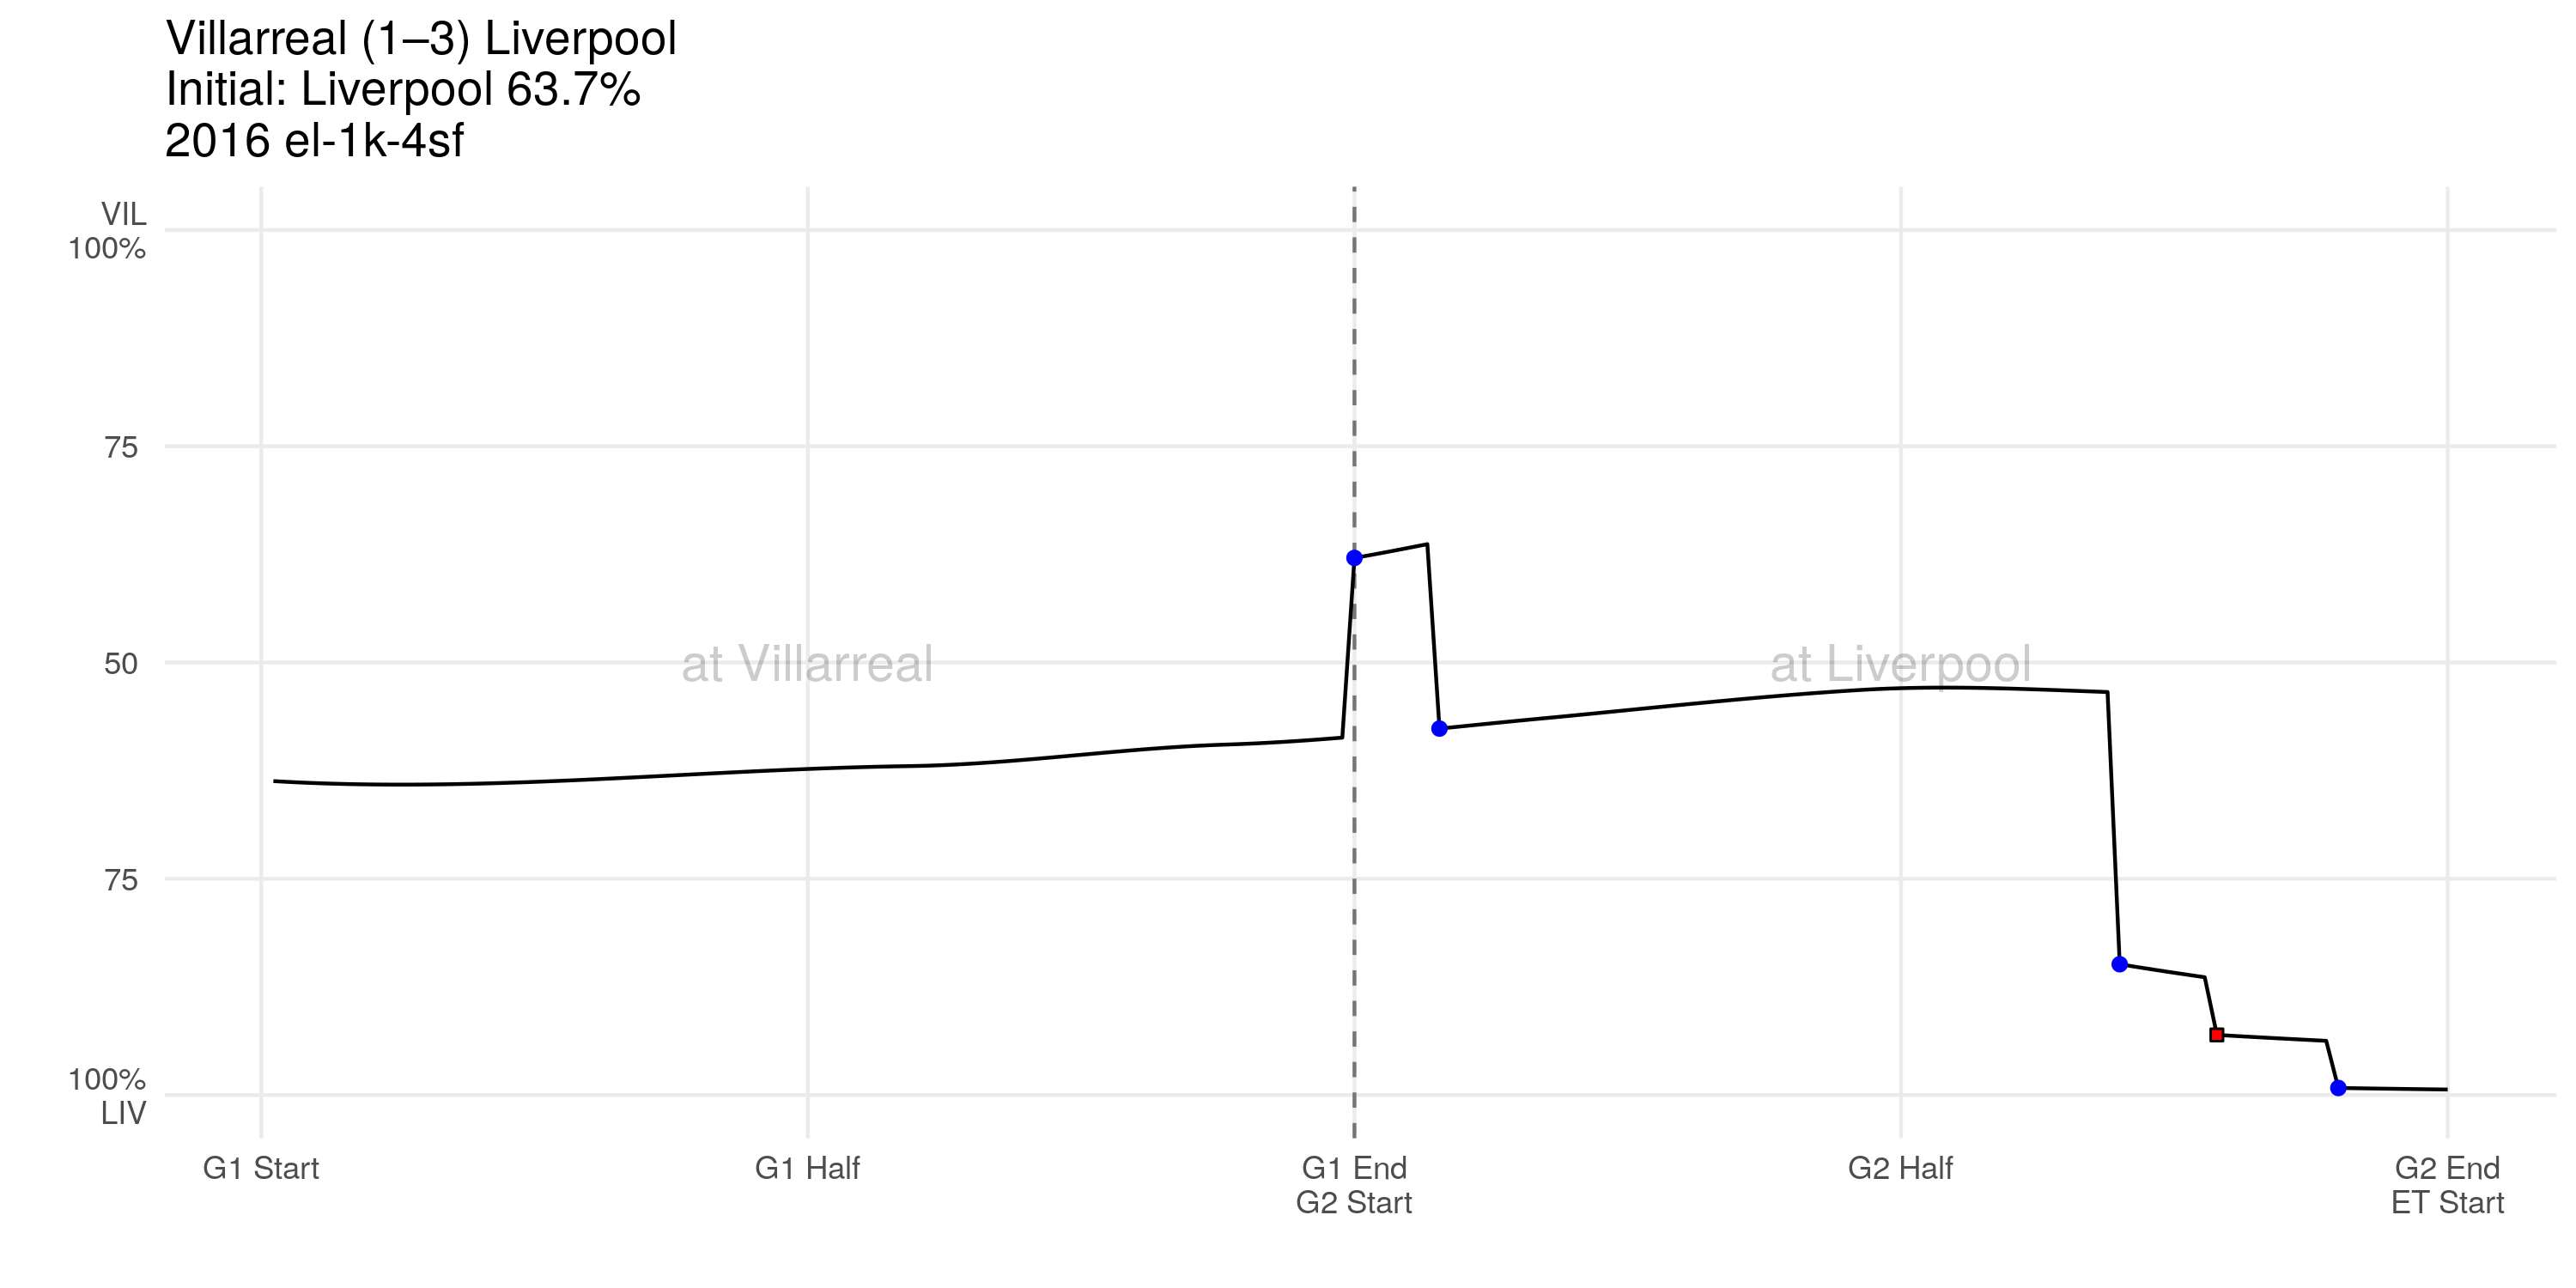 Villarreal (1–3) Liverpool
Initial: Liverpool 63.7%
2016 el-1k-4sf
VIL
100%
75
50
75
100%
LIV
at Villarreal
at Liverpool
G1 Start
G1 Half
G1 End
G2 Start
G2 Half
G2 End
ET Start